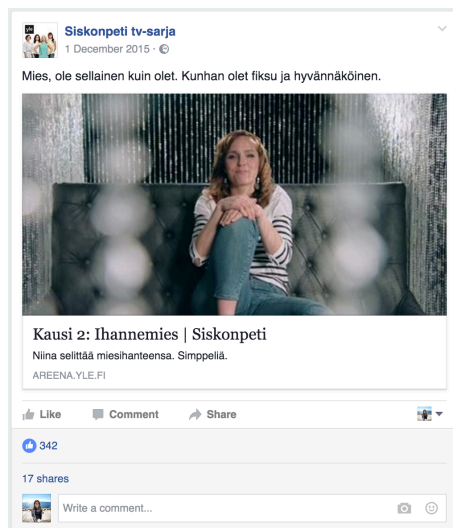 Siskonpeti tv-sarja
1 December 2015 ·
Mies, ole sellainen kuin olet. Kunhan olet fiksu ja hyvännäköinen.
Kausi 2: Ihannemies | Siskonpeti
Niina selittää miesihanteensa. Simppeliä.
AREENA.YLE.FI
Like Comment Share
342
17 shares
Write a comment...